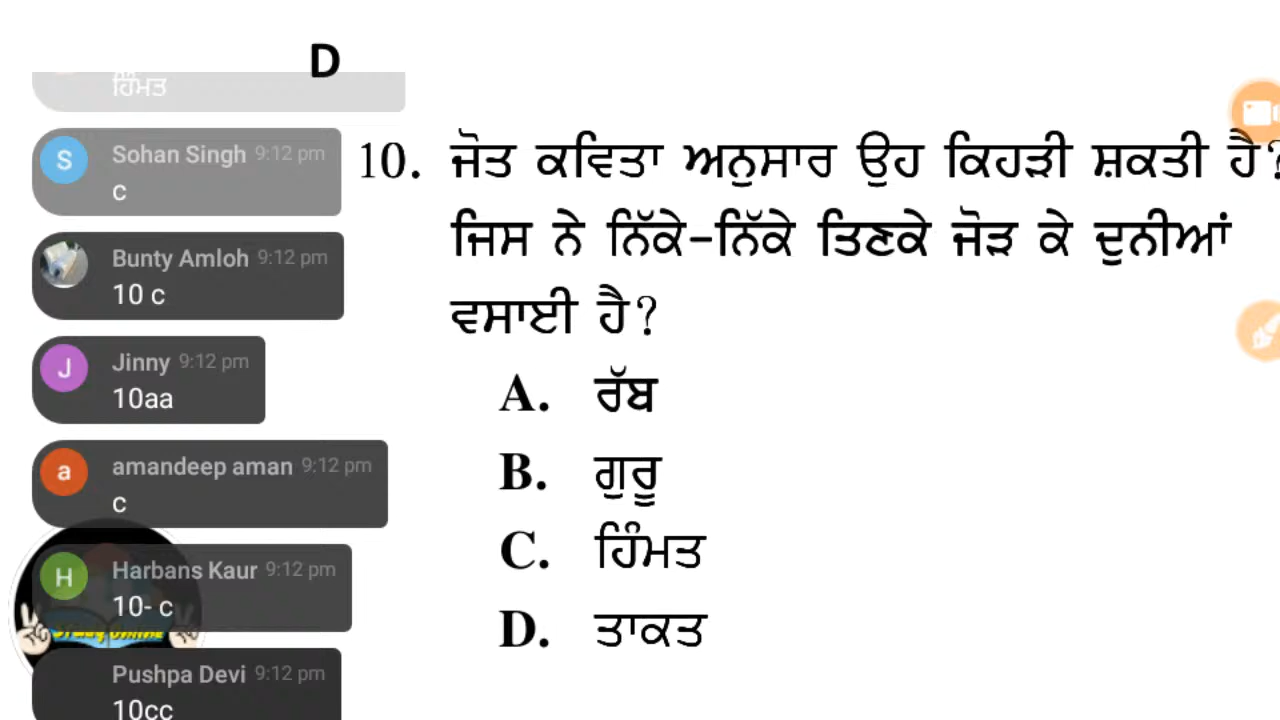 D
ਹਿੰਮਤ
Sohan Singh 9:12 pm
c
Bunty Amloh 9:12 pm
10 c
Jinny 9:12 pm
10aa
amandeep aman 9:12 pm
c
Harbans Kaur 9:12 pm
10- c
Pushpa Devi 9:12 pm
10cc
10. ਜੋਤ ਕਵਿਤਾ ਅਨੁਸਾਰ ਉਹ ਕਿਹੜੀ ਸ਼ਕਤੀ ਹੈ?
ਜਿਸ ਨੇ ਨਿੱਕੇ-ਨਿੱਕੇ ਤਿਣਕੇ ਜੋੜ ਕੇ ਦੁਨੀਆਂ
ਵਸਾਈ ਹੈ?
A. ਰੱਬ
B. ਗੁਰੂ
C. ਹਿੰਮਤ
D. ਤਾਕਤ